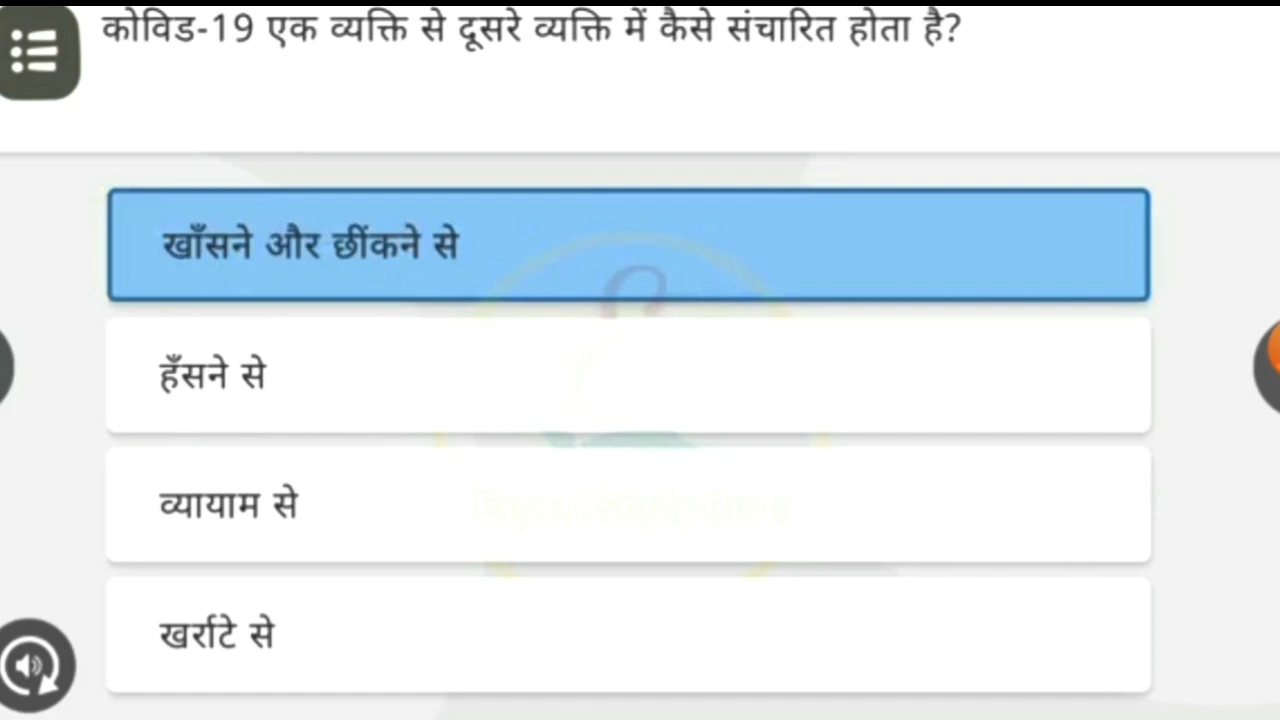 कोविड-19 एक व्यक्ति से दूसरे व्यक्ति में कैसे संचारित होता है?
खाँसने और छींकने से
हँसने से
व्यायाम से
खर्राटे से